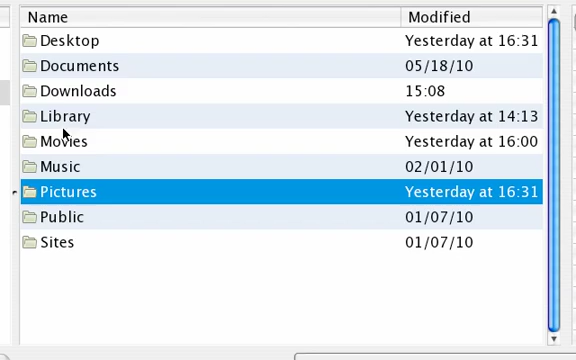 Name Modified
Desktop Yesterday at 16:31
Documents 05/18/10
Downloads 15:08
Library Yesterday at 14:13
Movies Yesterday at 16:00
Music 02/01/10
Pictures Yesterday at 16:31
Public 01/07/10
Sites 01/07/10